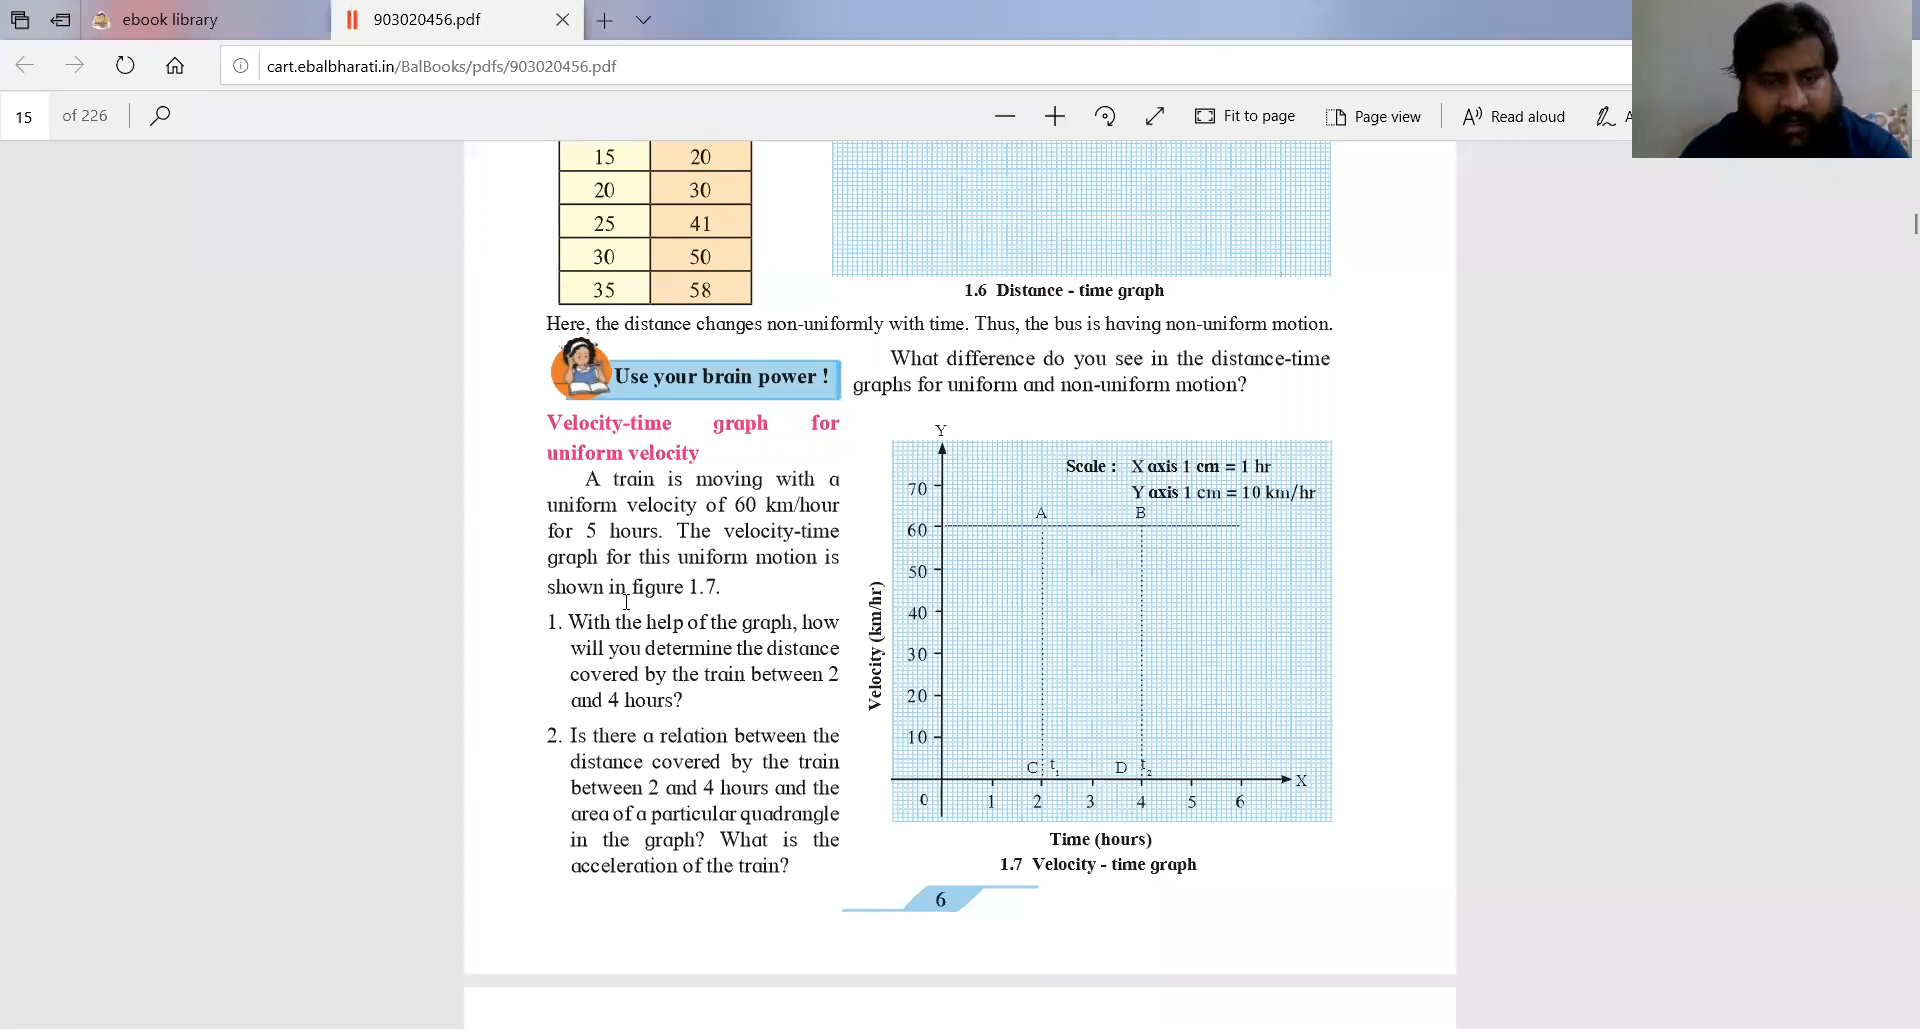 ebook library
903020456.pdf
cart.ebalbharati.in/BalBooks/pdfs/903020456.pdf
15 of 226
Fit to page
Page view
Read aloud
A
15 20
20 30
25 41
30 50
35 58
1.6 Distance - time graph
Here, the distance changes non-uniformly with time. Thus, the bus is having non-uniform motion.
Use your brain power !
What difference do you see in the distance-time
graphs for uniform and non-uniform motion?
Velocity-time graph for
uniform velocity
A train is moving with a
uniform velocity of 60 km/hour
for 5 hours. The velocity-time
graph for this uniform motion is
shown in figure 1.7.
1. With the help of the graph, how
will you determine the distance
covered by the train between 2
and 4 hours?
2. Is there a relation between the
distance covered by the train
between 2 and 4 hours and the
area of a particular quadrangle
in the graph? What is the
acceleration of the train?
Y
Scale : X axis 1 cm = 1 hr
Y axis 1 cm = 10 km/hr
A B
70
60
50
40
30
20
10
Velocity (km/hr)
C t₁ D t₂
X
0 1 2 3 4 5 6
Time (hours)
1.7 Velocity - time graph
6